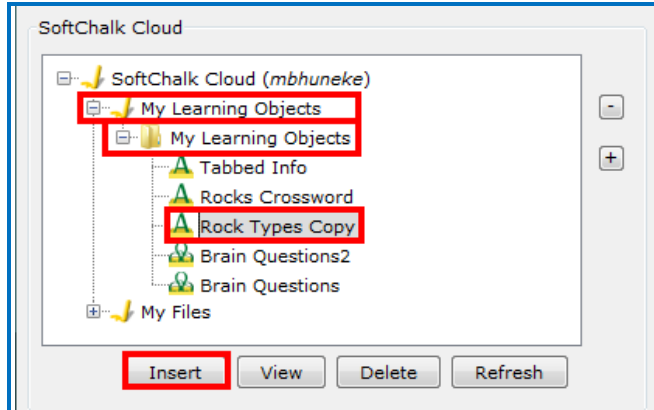 SoftChalk Cloud
SoftChalk Cloud (mbhuneke)
My Learning Objects
-
My Learning Objects
+
Tabbed Info
Rocks Crossword
Rock Types Copy
Brain Questions2
Brain Questions
My Files
Insert View Delete Refresh